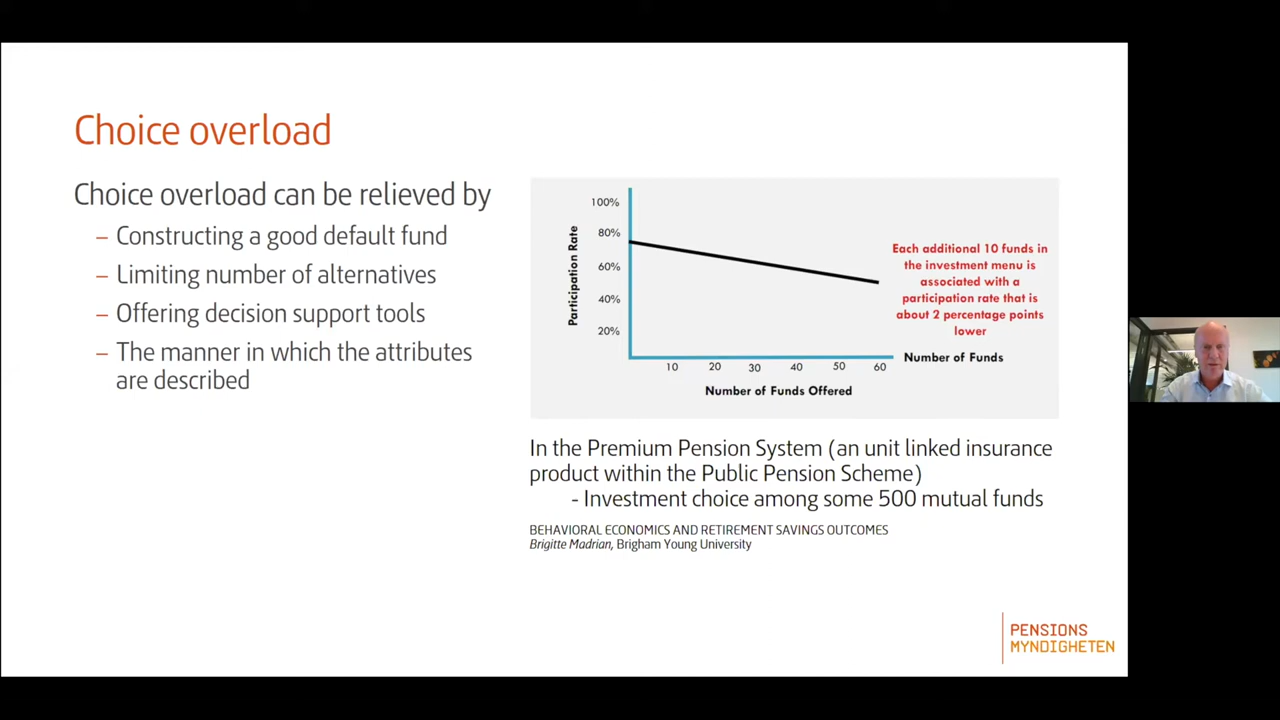 Choice overload
Choice overload can be relieved by
– Constructing a good default fund
– Limiting number of alternatives
– Offering decision support tools
– The manner in which the attributes
are described
Participation Rate
100%
80%
60%
40%
20%
10 20 30 40 50 60
Number of Funds Offered
Each additional 10 funds in
the investment menu is
associated with a
participation rate that is
about 2 percentage points
lower
Number of Funds
In the Premium Pension System (an unit linked insurance
product within the Public Pension Scheme)
- Investment choice among some 500 mutual funds
BEHAVIORAL ECONOMICS AND RETIREMENT SAVINGS OUTCOMES
Brigitte Madrian, Brigham Young University
PENSIONS
MYNDIGHETEN